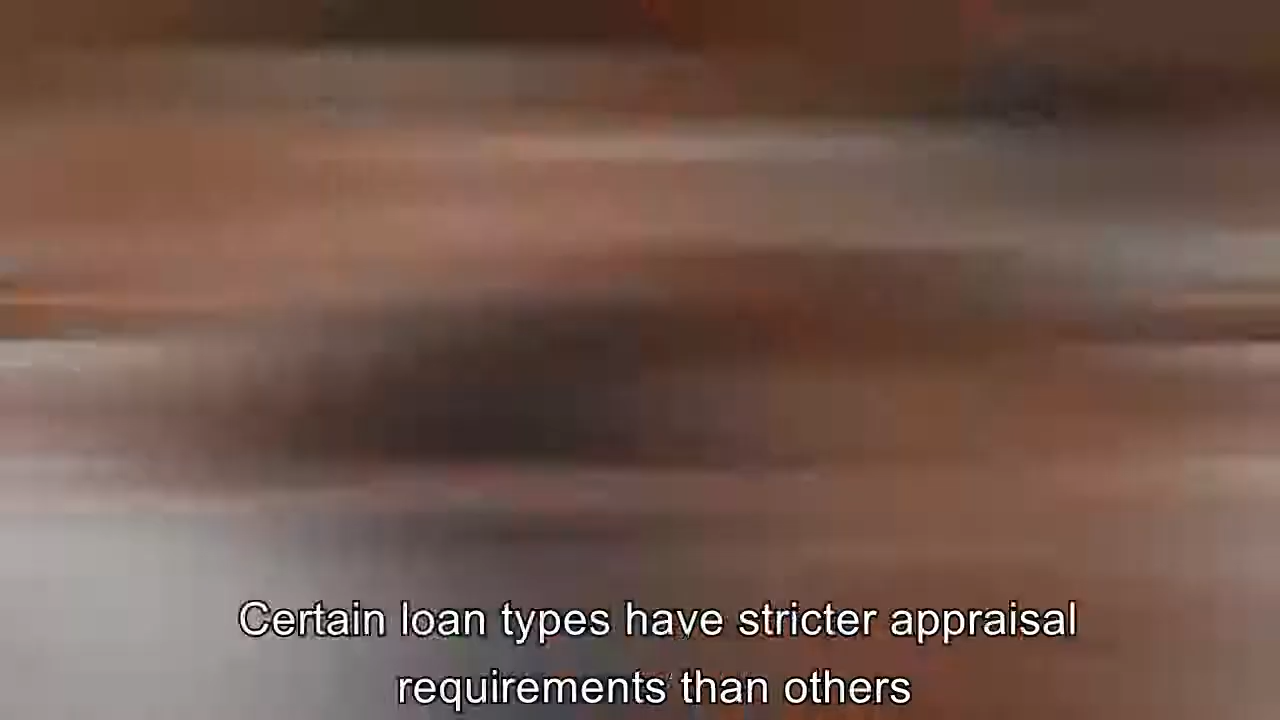 Certain loan types have stricter appraisal
requirements than others